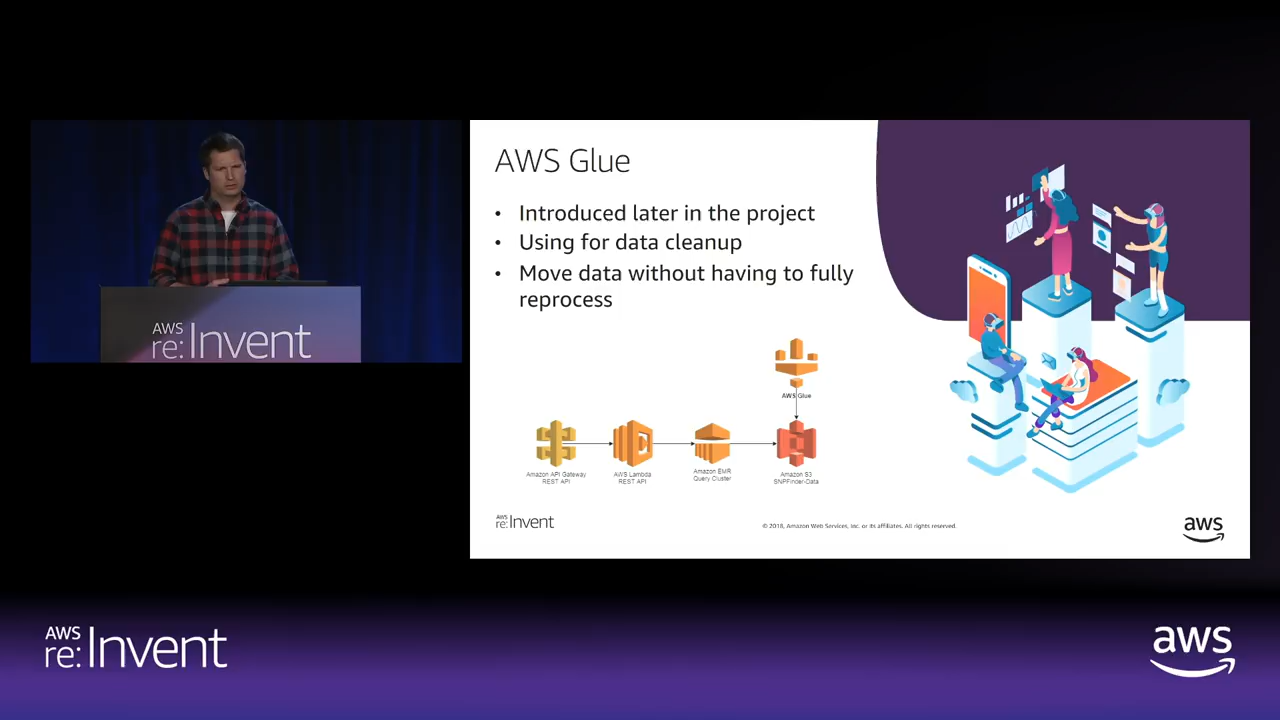 AWS
re:Invent
AWS Glue
• Introduced later in the project
• Using for data cleanup
• Move data without having to fully
reprocess
AWS Glue
Amazon API Gateway
REST API
AWS Lambda
REST API
Amazon EMR
Query Cluster
Amazon S3
SNPFinder-Data
AWS
re:Invent
© 2018, Amazon Web Services, Inc. or its affiliates. All rights reserved.
aws
AWS
re:Invent
aws